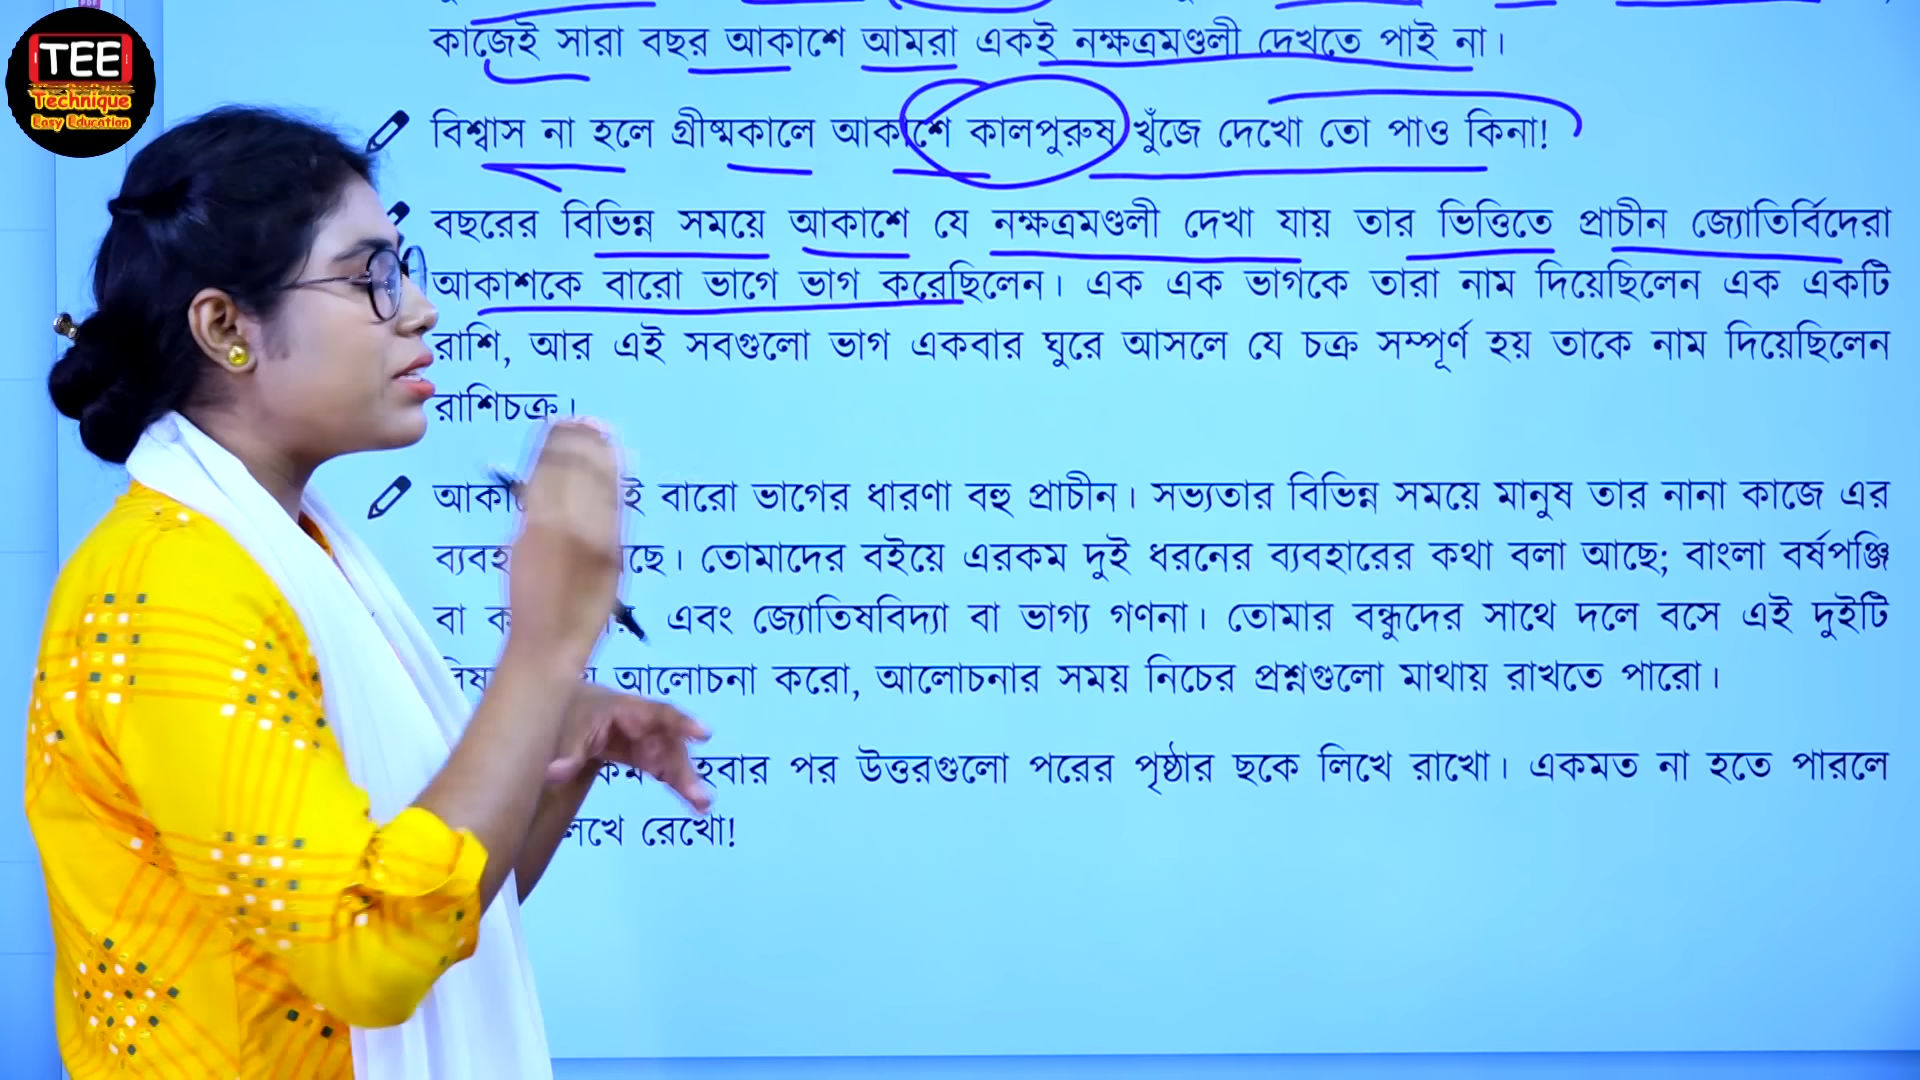 TEE
Technique
Easy Education
কাজেই সারা বছর আকাশে আমরা একই নক্ষত্রমণ্ডলী দেখতে পাই না।
বিশ্বাস না হলে গ্রীষ্মকালে আকাশে কালপুরুষ খুঁজে দেখো তো পাও কিনা!
বছরের বিভিন্ন সময়ে আকাশে যে নক্ষত্রমণ্ডলী দেখা যায় তার ভিত্তিতে প্রাচীন জ্যোতির্বিদেরা
আকাশকে বারো ভাগে ভাগ করেছিলেন। এক এক ভাগকে তারা নাম দিয়েছিলেন এক একটি
রাশি, আর এই সবগুলো ভাগ একবার ঘুরে আসলে যে চক্র সম্পূর্ণ হয় তাকে নাম দিয়েছিলেন
রাশিচক্র।
বারো ভাগের ধারণা বহু প্রাচীন। সভ্যতার বিভিন্ন সময়ে মানুষ তার নানা কাজে এর
তোমাদের বইয়ে এরকম দুই ধরনের ব্যবহারের কথা বলা আছে; বাংলা বর্ষপঞ্জি
বা এবং জ্যোতিষবিদ্যা বা ভাগ্য গণনা। তোমার বন্ধুদের সাথে দলে বসে এই দুইটি
আলোচনা করো, আলোচনার সময় নিচের প্রশ্নগুলো মাথায় রাখতে পারো।
হবার পর উত্তরগুলো পরের পৃষ্ঠার ছকে লিখে রাখো। একমত না হতে পারলে
রেখো!